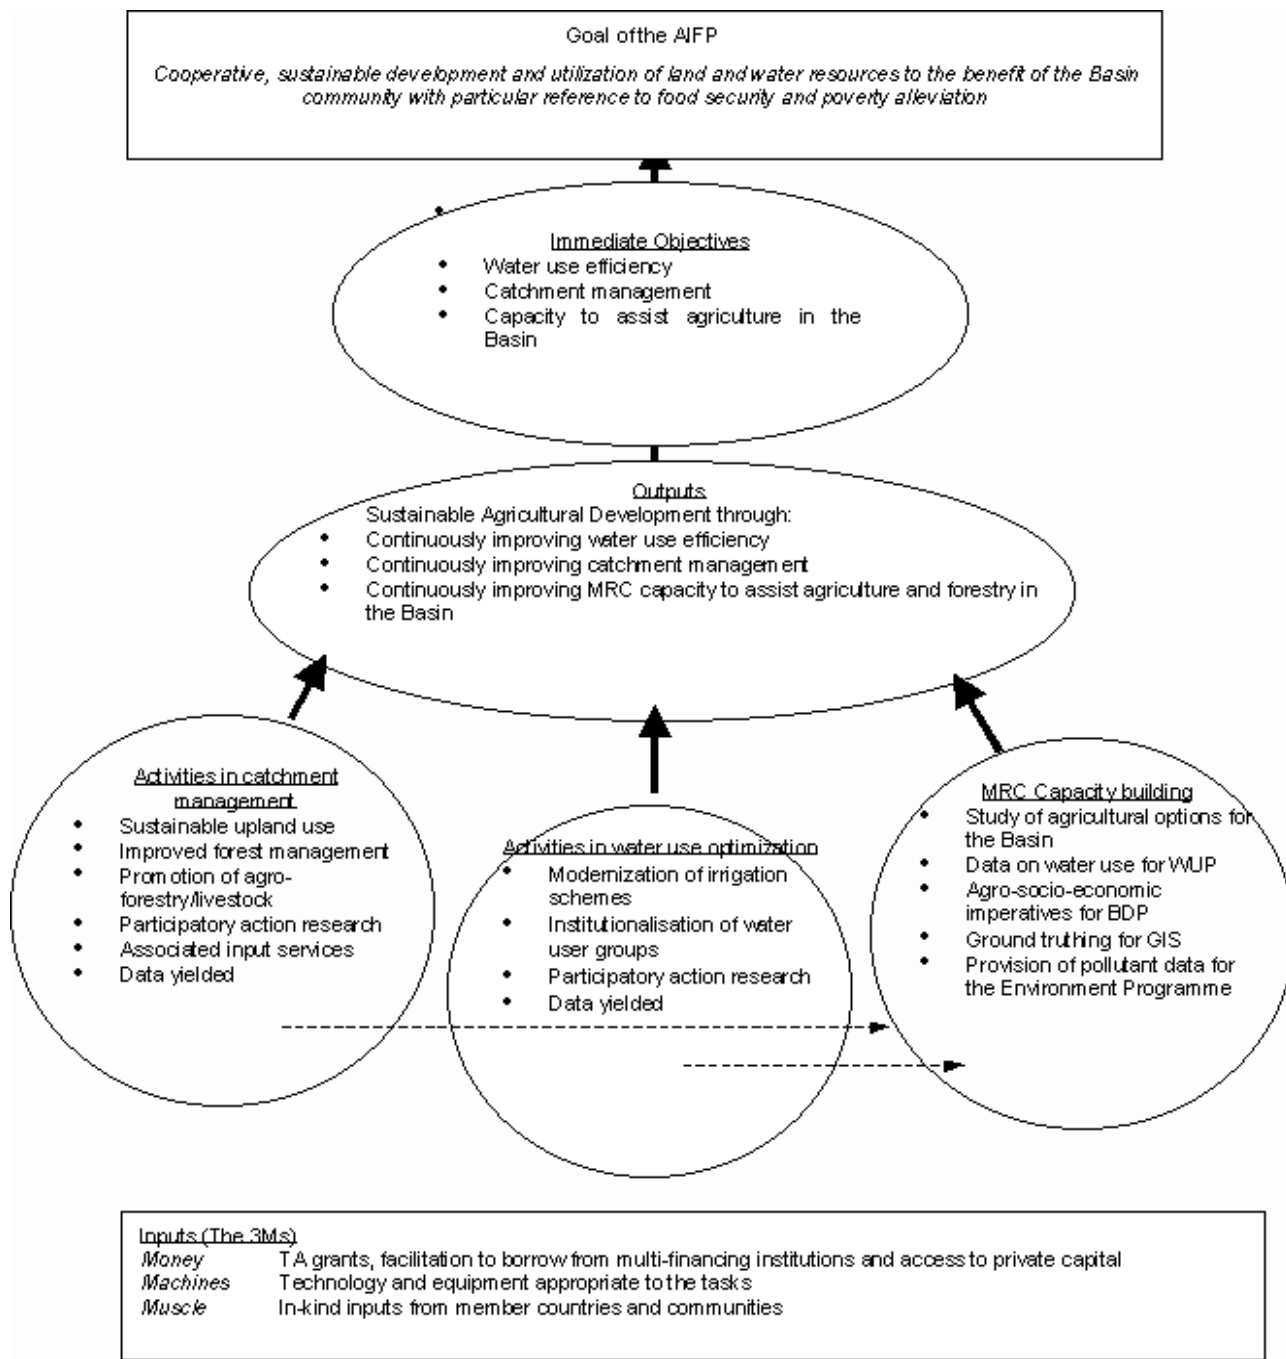 Goal of the AIFP
Cooperative, sustainable development and utilization of land and water resources to the benefit of the Basin
community with particular reference to food security and poverty alleviation
•
Immediate Objectives
• Water use efficiency
• Catchment management
• Capacity to assist agriculture in the
Basin
Outputs
Sustainable Agricultural Development through:
• Continuously improving water use efficiency
• Continuously improving catchment management
• Continuously improving MRC capacity to assist agriculture and forestry in
the Basin
Activities in catchment
management
• Sustainable upland use
• Improved forest management
• Promotion of agro-
forestry/livestock
• Participatory action research
• Associated input services
• Data yielded
Activities in water use optimization
• Modernization of irrigation
schemes
• Institutionalisation of water
user groups
• Participatory action research
• Data yielded
MRC Capacity building
• Study of agricultural options for
the Basin
• Data on water use for WUP
• Agro-socio-economic
imperatives for BDP
• Ground truthing for GIS
• Provision of pollutant data for
the Environment Programme
Inputs (The 3Ms)
Money TA grants, facilitation to borrow from multi-financing institutions and access to private capital
Machines Technology and equipment appropriate to the tasks
Muscle In-kind inputs from member countries and communities